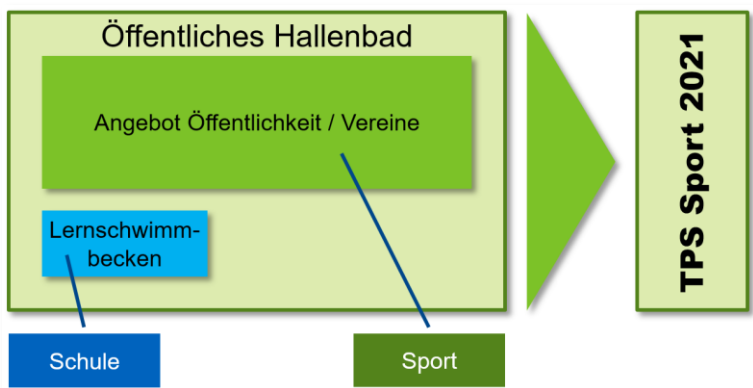 Öffentliches Hallenbad
Angebot Öffentlichkeit / Vereine
Lernschwimm-
becken
Schule
Sport
TPS Sport 2021